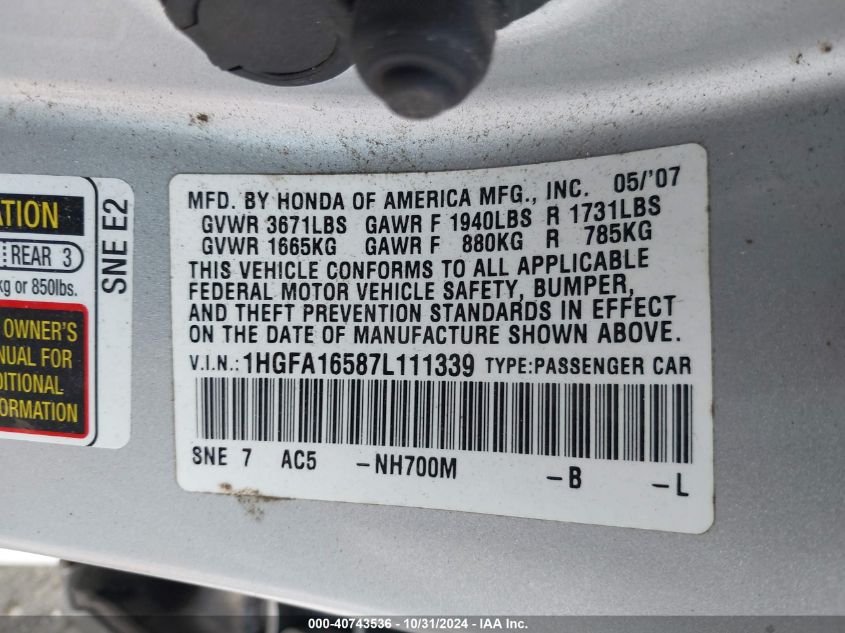 ATION
REAR 3
kg or 850lbs.
OWNER'S
NUAL FOR
DITIONAL
FORMATION
SNE E2
MFD. BY HONDA OF AMERICA MFG., INC. 05/'07
GVWR 3671LBS GAWR F 1940LBS R 1731LBS
GVWR 1665KG GAWR F 880KG R 785KG
THIS VEHICLE CONFORMS TO ALL APPLICABLE
FEDERAL MOTOR VEHICLE SAFETY, BUMPER,
AND THEFT PREVENTION STANDARDS IN EFFECT
ON THE DATE OF MANUFACTURE SHOWN ABOVE.
V.I.N.: 1HGFA16587L111339 TYPE:PASSENGER CAR
SNE 7 AC5 -NH700M -B -L
000-40743536 - 10/31/2024 - IAA Inc.